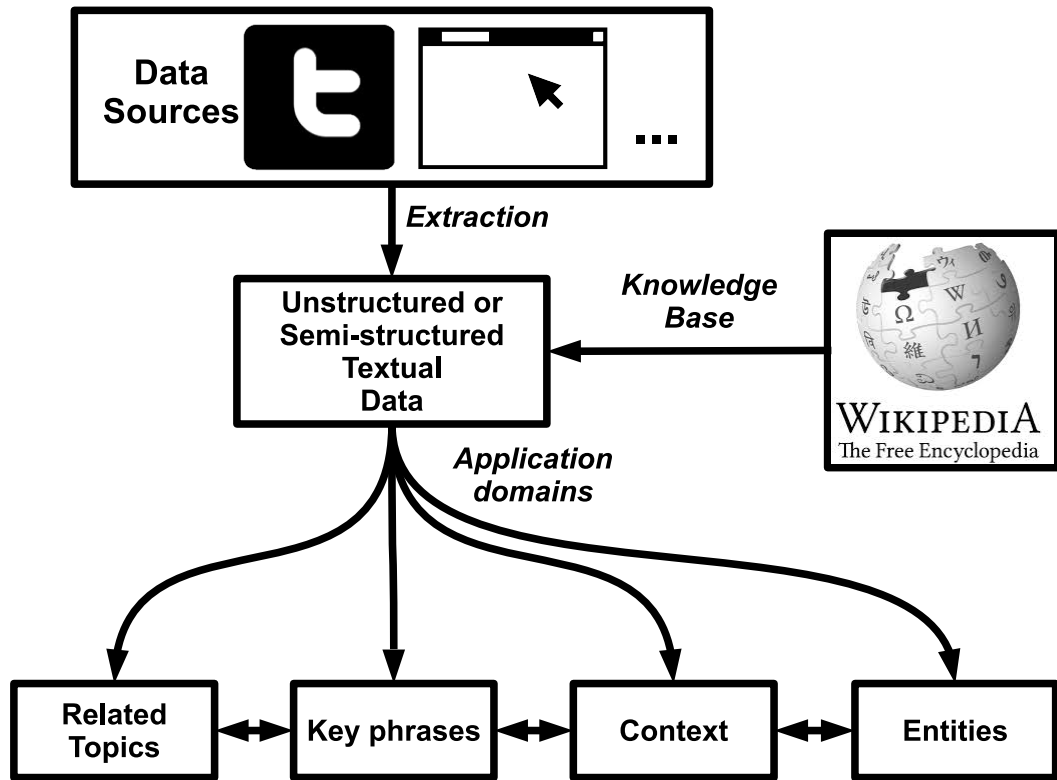 Data
Sources
...
Extraction
Unstructured or
Semi-structured
Textual
Data
Knowledge
Base
Ω
W
И
維
WIKIPEDIA
The Free Encyclopedia
Application
domains
Related
Topics
Key phrases
Context
Entities